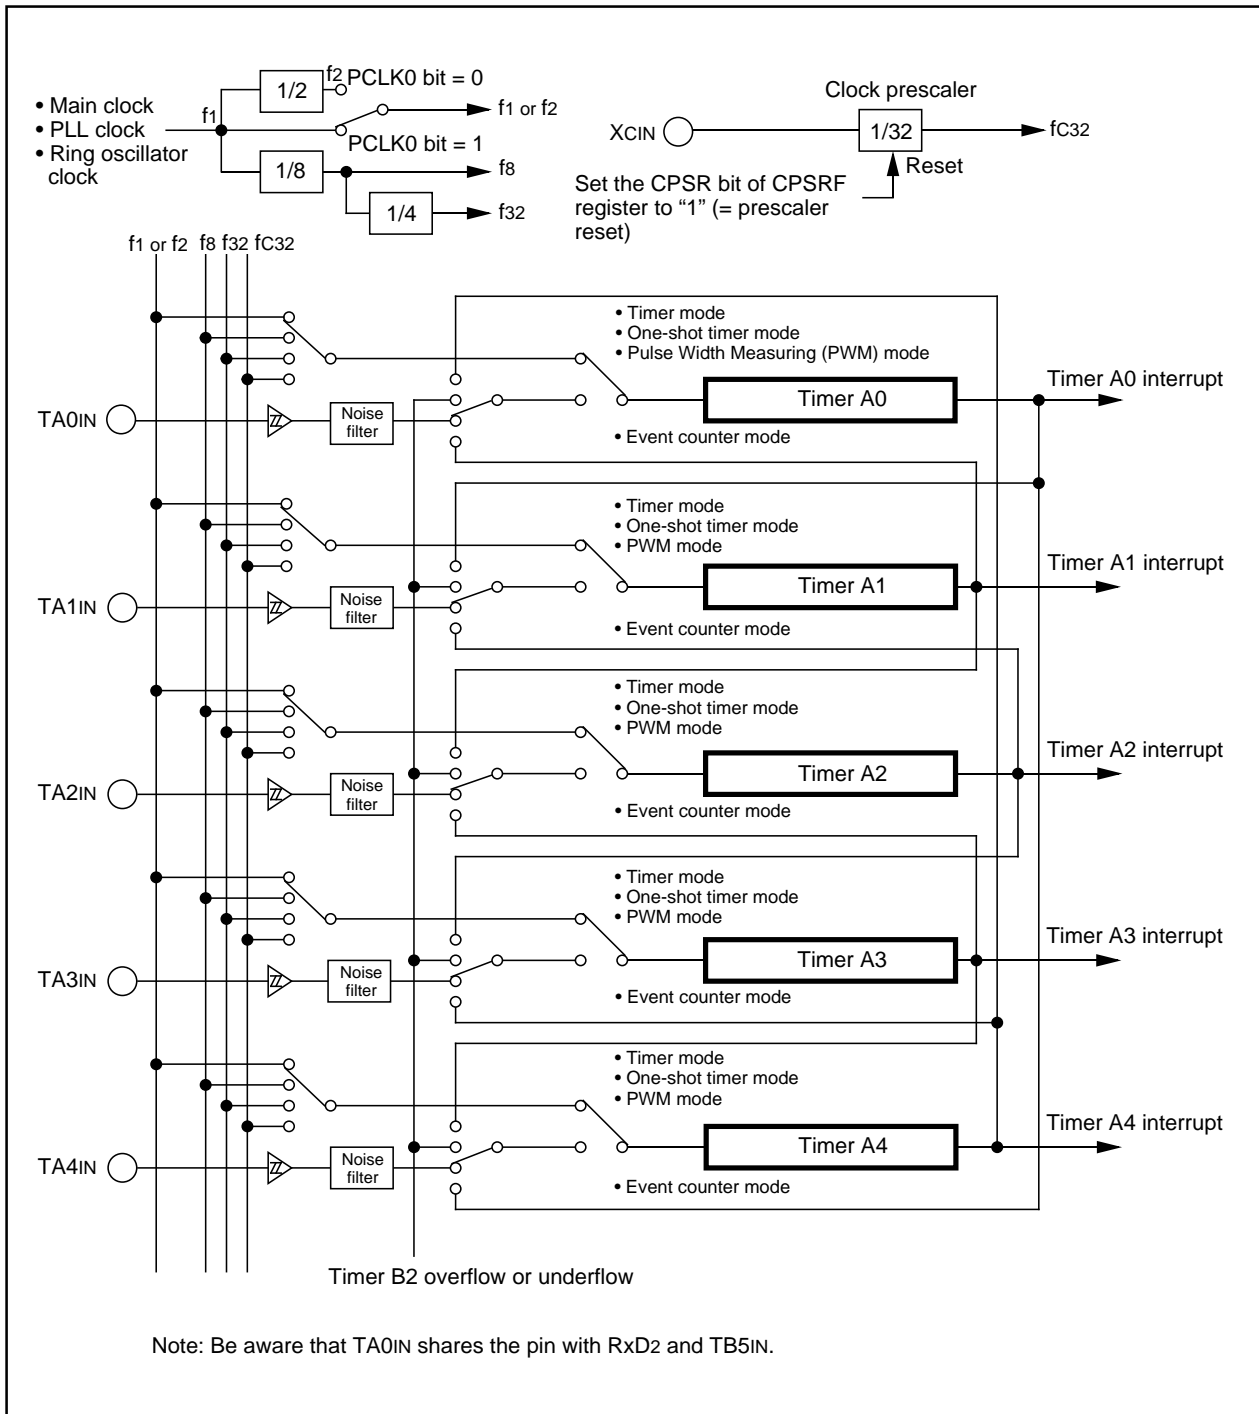 1/2
f2
PCLK0 bit = 0
• Main clock
• PLL clock
• Ring oscillator
clock
f1
f1 or f2
PCLK0 bit = 1
1/8
f8
1/4
f32
Clock prescaler
XCIN
1/32
fC32
Reset
Set the CPSR bit of CPSRF
register to “1” (= prescaler
reset)
f1 or f2 f8 f32 fC32
• Timer mode
• One-shot timer mode
• Pulse Width Measuring (PWM) mode
Timer A0 interrupt
Timer A0
TA0IN
Noise
filter
• Event counter mode
• Timer mode
• One-shot timer mode
• PWM mode
Timer A1 interrupt
Timer A1
TA1IN
Noise
filter
• Event counter mode
• Timer mode
• One-shot timer mode
• PWM mode
Timer A2 interrupt
Timer A2
TA2IN
Noise
filter
• Event counter mode
• Timer mode
• One-shot timer mode
• PWM mode
Timer A3 interrupt
Timer A3
TA3IN
Noise
filter
• Event counter mode
• Timer mode
• One-shot timer mode
• PWM mode
Timer A4 interrupt
Timer A4
TA4IN
Noise
filter
• Event counter mode
Timer B2 overflow or underflow
Note: Be aware that TA0IN shares the pin with RxD2 and TB5IN.